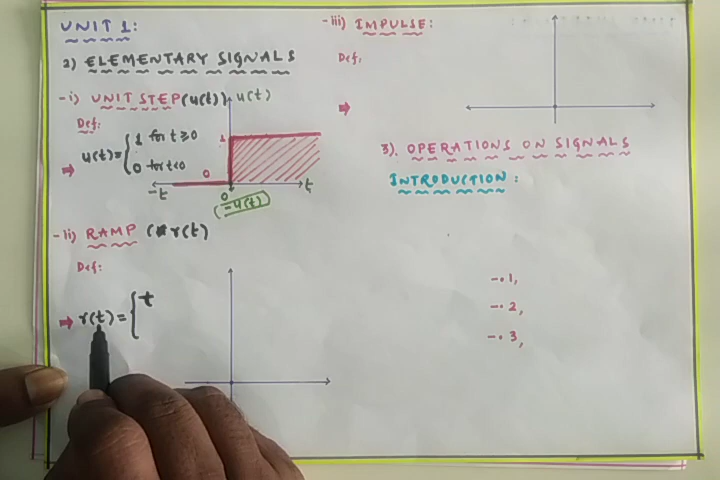 UNIT 1:
2) ELEMENTARY SIGNALS
- i) UNIT STEP (u(t))
Def:
u(t) = { 1 for t ≥ 0
0 for t < 0
u(t)
1
0
-t
t
0
(-u(t))
- ii) RAMP (r(t)
Def:
⇒ r(t) = { t
- iii) IMPULSE:
Def,
3). OPERATIONS ON SIGNALS
INTRODUCTION:
-. 1,
-. 2,
-. 3,